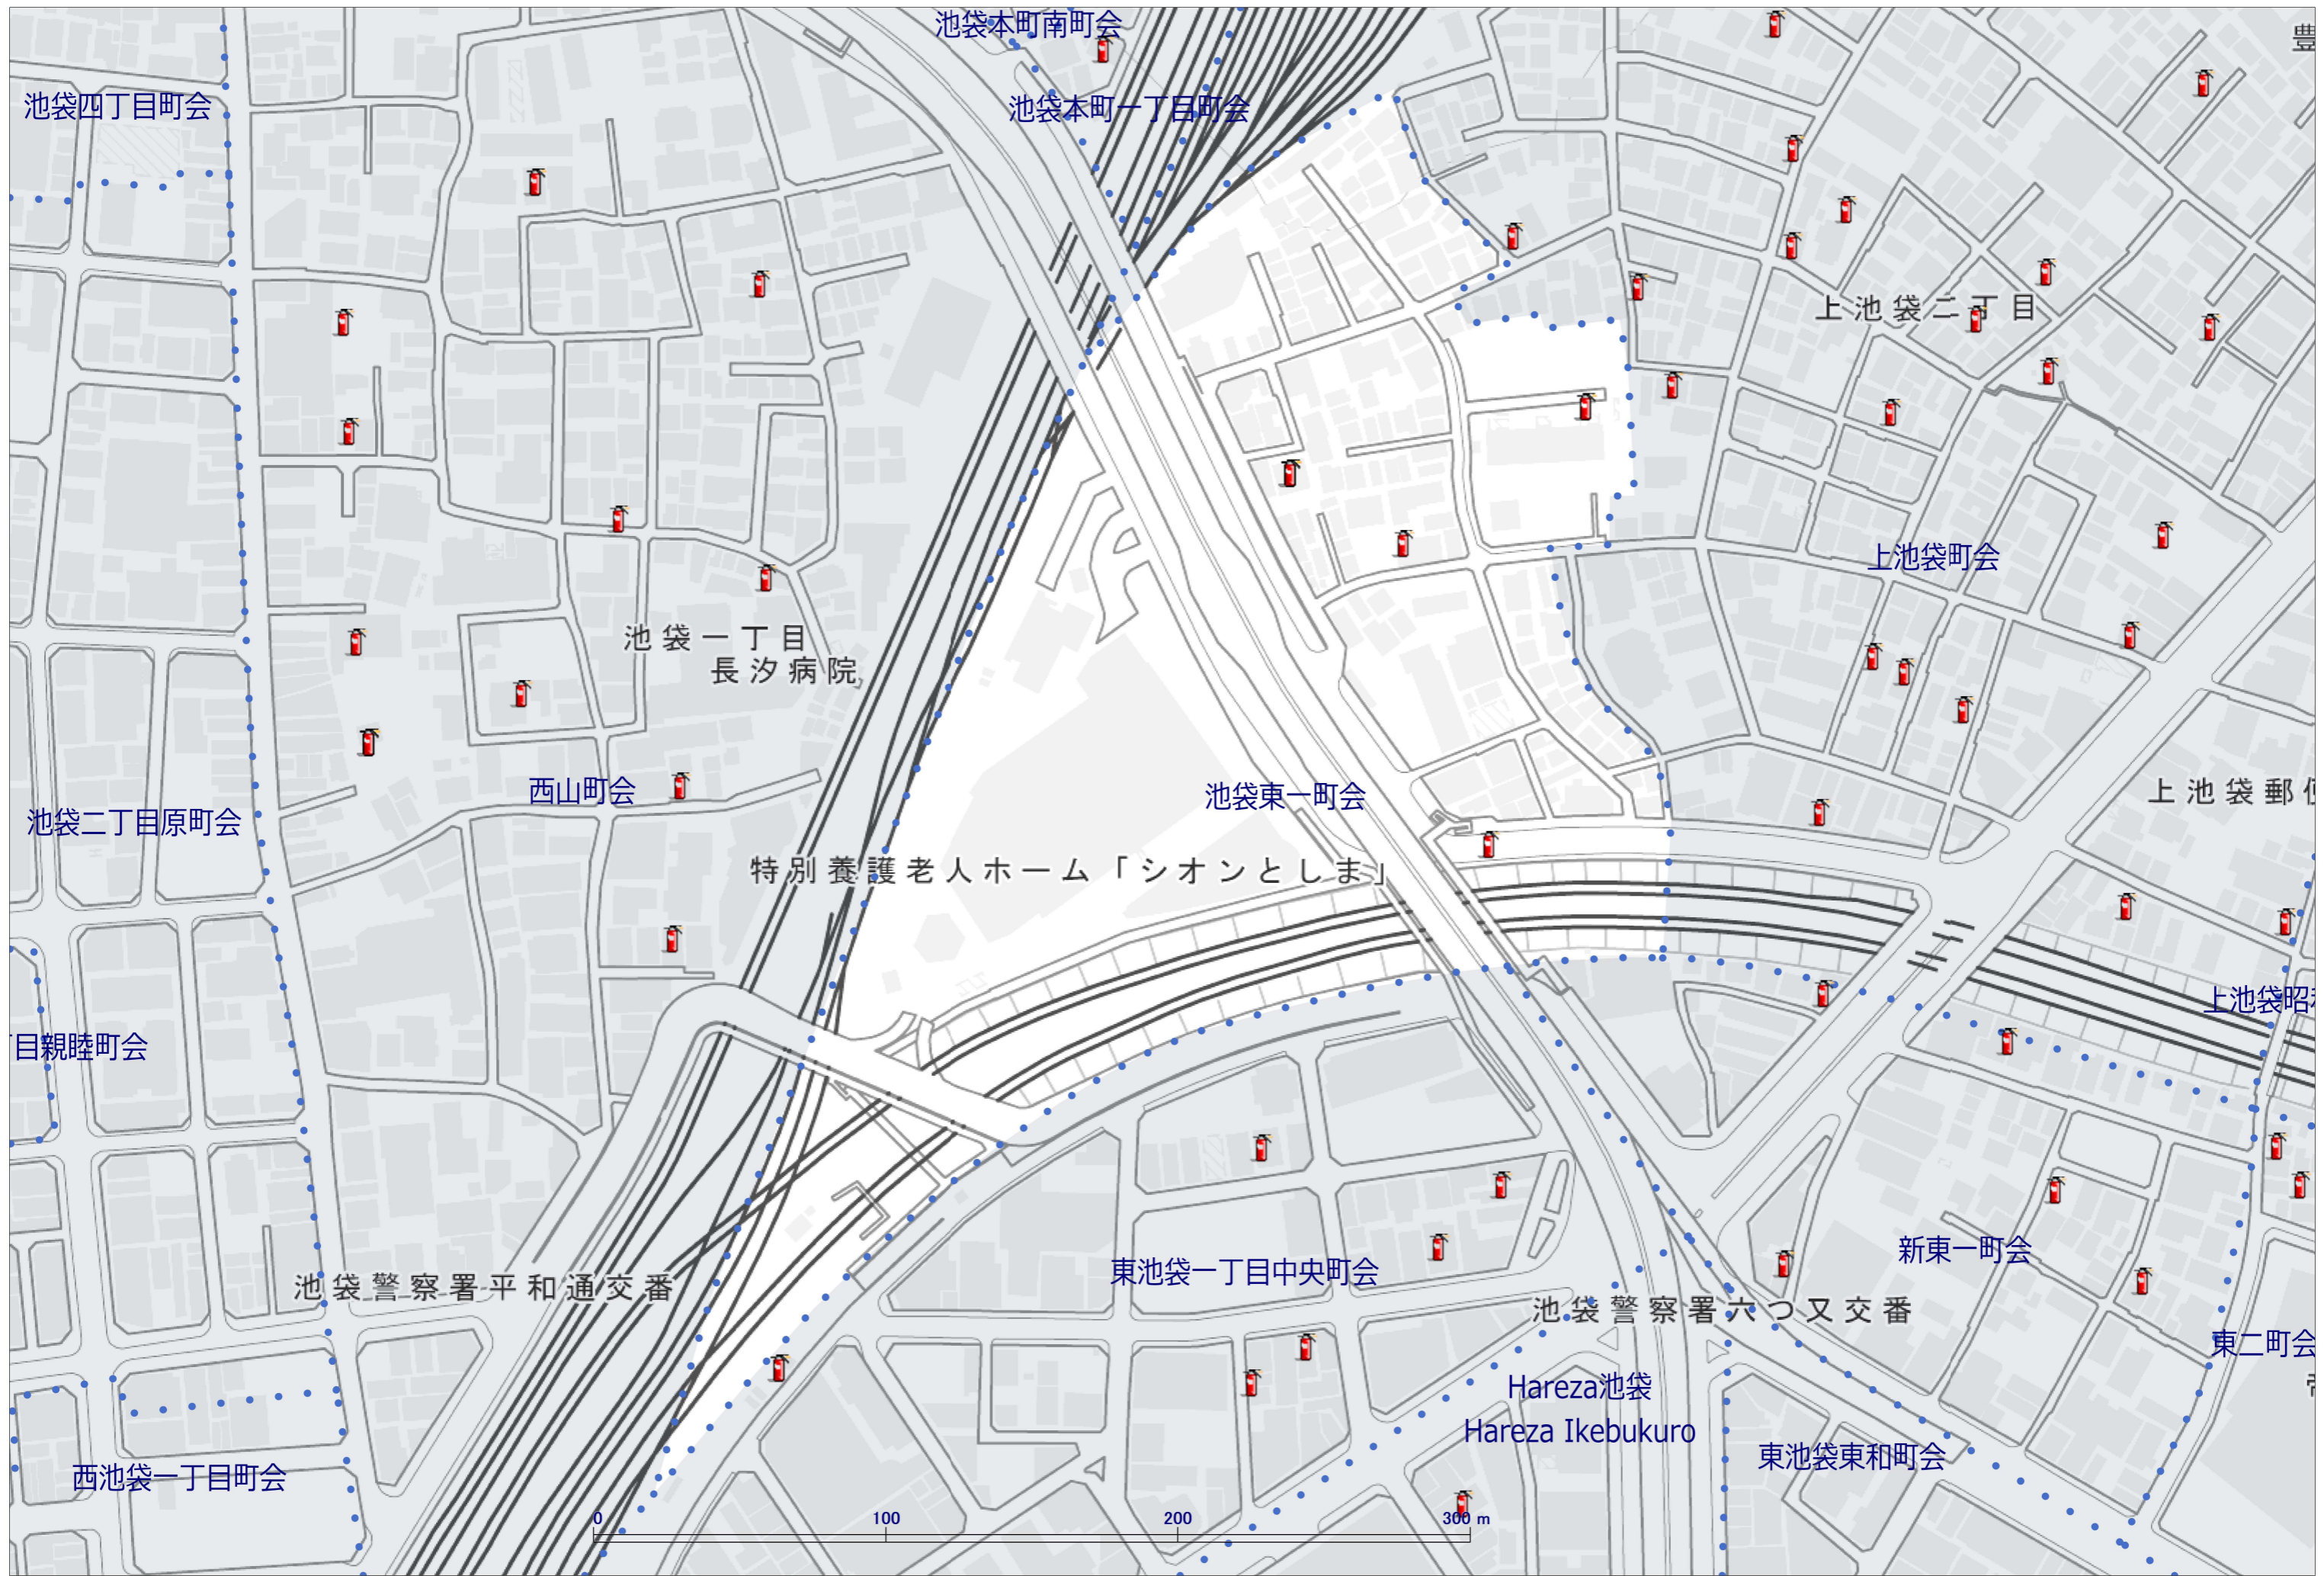 池袋本町南町会
豊
池袋四丁目町会
池袋本町一丁目町会
上池袋二丁目
上池袋町会
池袋一丁目
長汐病院
西山町会
池袋東一町会
上池袋郵便
池袋二丁目原町会
特別養護老人ホーム「シオンとしま」
上池袋昭和
丁目親睦町会
新東一町会
東池袋一丁目中央町会
池袋警察署平和通交番
池袋警察署六つ又交番
東二町会
Hareza池袋
Hareza Ikebukuro
東池袋東和町会
西池袋一丁目町会
0 100 200 300 m